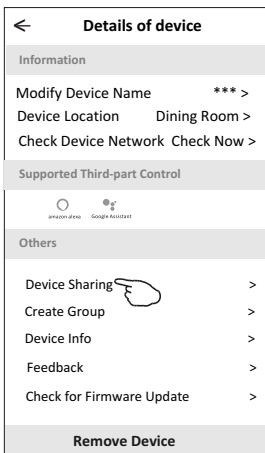 Details of device
Information
Modify Device Name *** >
Device Location Dining Room >
Check Device Network Check Now >
Supported Third-part Control
amazon alexa Google Assistant
Others
Device Sharing >
Create Group >
Device Info >
Feedback >
Check for Firmware Update >
Remove Device